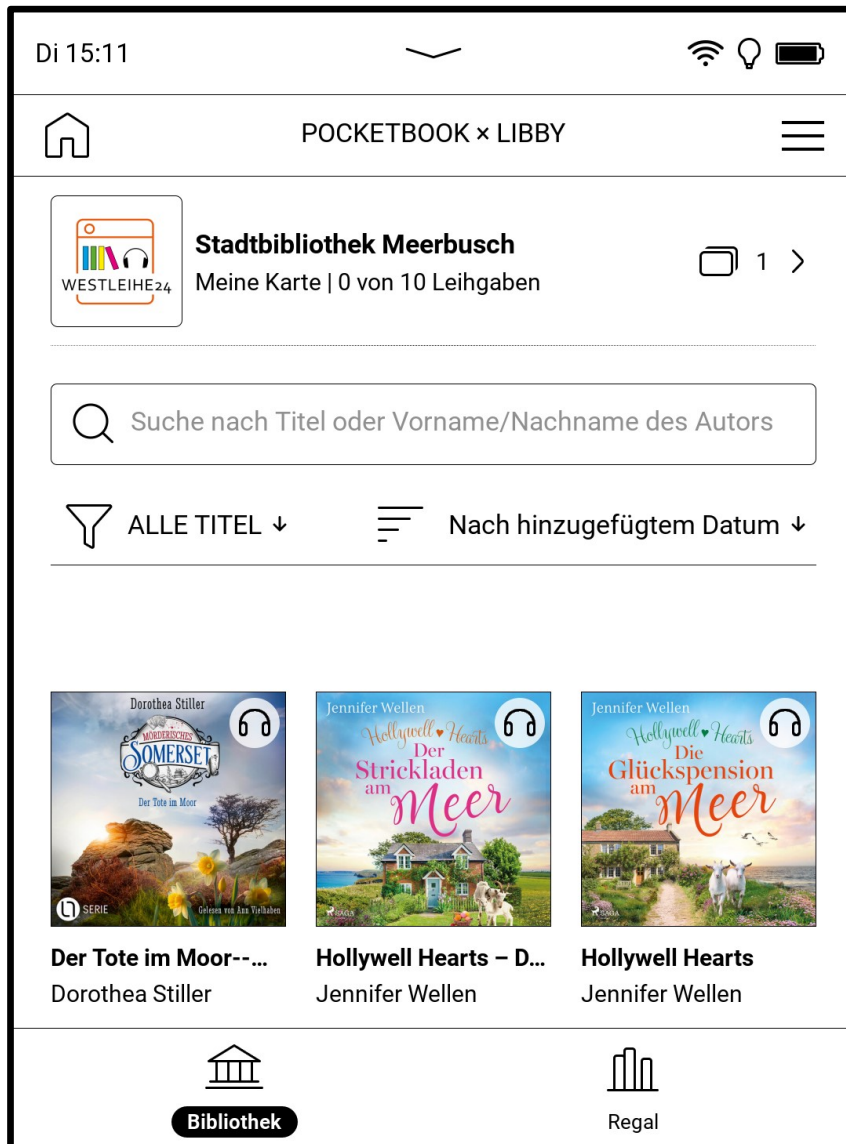 Di 15:11
POCKETBOOK × LIBBY
WESTLEIHE24
Stadtbibliothek Meerbusch
Meine Karte | 0 von 10 Leihgaben
1
Suche nach Titel oder Vorname/Nachname des Autors
ALLE TITEL
Nach hinzugefügtem Datum
Dorothea Stiller
MÖRDERISCHES
SOMERSET
Der Tote im Moor
SERIE
Gelesen von Ann Vielhaben
Jennifer Wellen
Hollywell Hearts
Der
Strickladen
am
Meer
SAGA
Jennifer Wellen
Hollywell Hearts
Die
Glückspension
am
Meer
SAGA
Der Tote im Moor--...
Dorothea Stiller
Hollywell Hearts – D...
Jennifer Wellen
Hollywell Hearts
Jennifer Wellen
Bibliothek
Regal